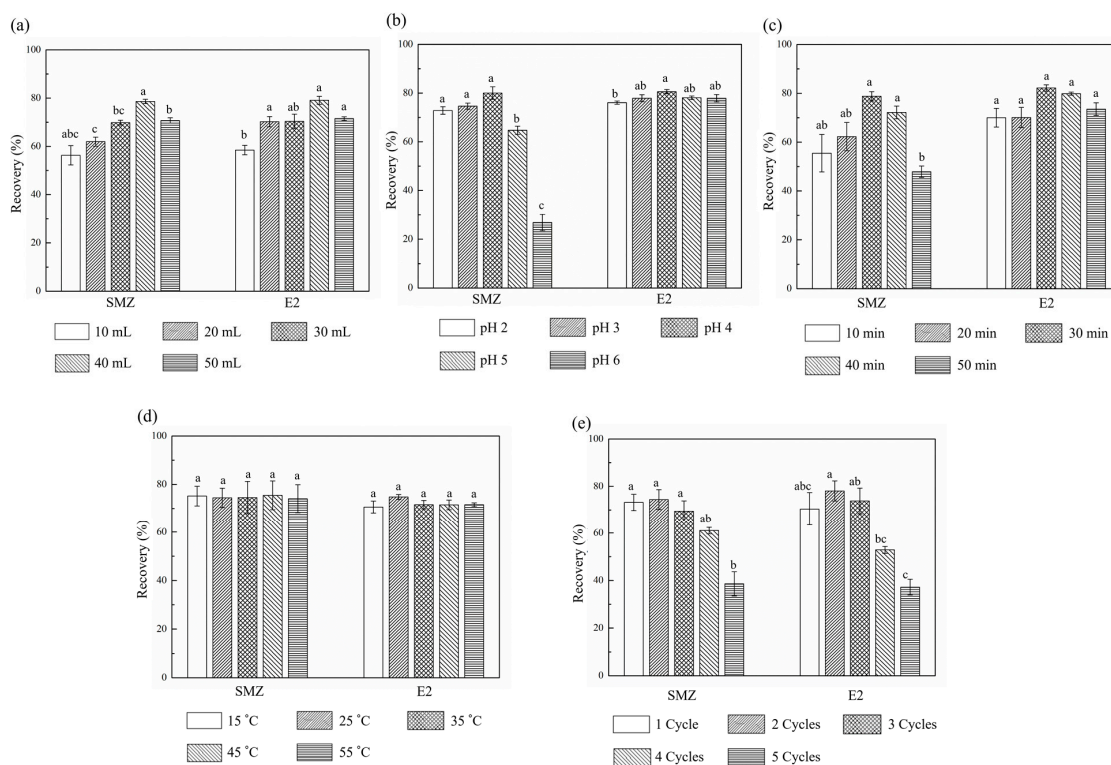 (a)
100
80
60
40
20
0
Recovery (%)
abc c bc a b
b a ab a a
SMZ E2
10 mL 20 mL 30 mL
40 mL 50 mL
(b)
100
80
60
40
20
0
Recovery (%)
a a a b c
b ab a ab ab
SMZ E2
pH 2 pH 3 pH 4
pH 5 pH 6
(c)
100
80
60
40
20
0
Recovery (%)
ab ab a a b
a a a a a
SMZ E2
10 min 20 min 30 min
40 min 50 min
(d)
100
80
60
40
20
0
Recovery (%)
a a a a a
a a a a a
SMZ E2
15 °C 25 °C 35 °C
45 °C 55 °C
(e)
100
80
60
40
20
0
Recovery (%)
a a a ab b
abc a ab bc c
SMZ E2
1 Cycle 2 Cycles 3 Cycles
4 Cycles 5 Cycles